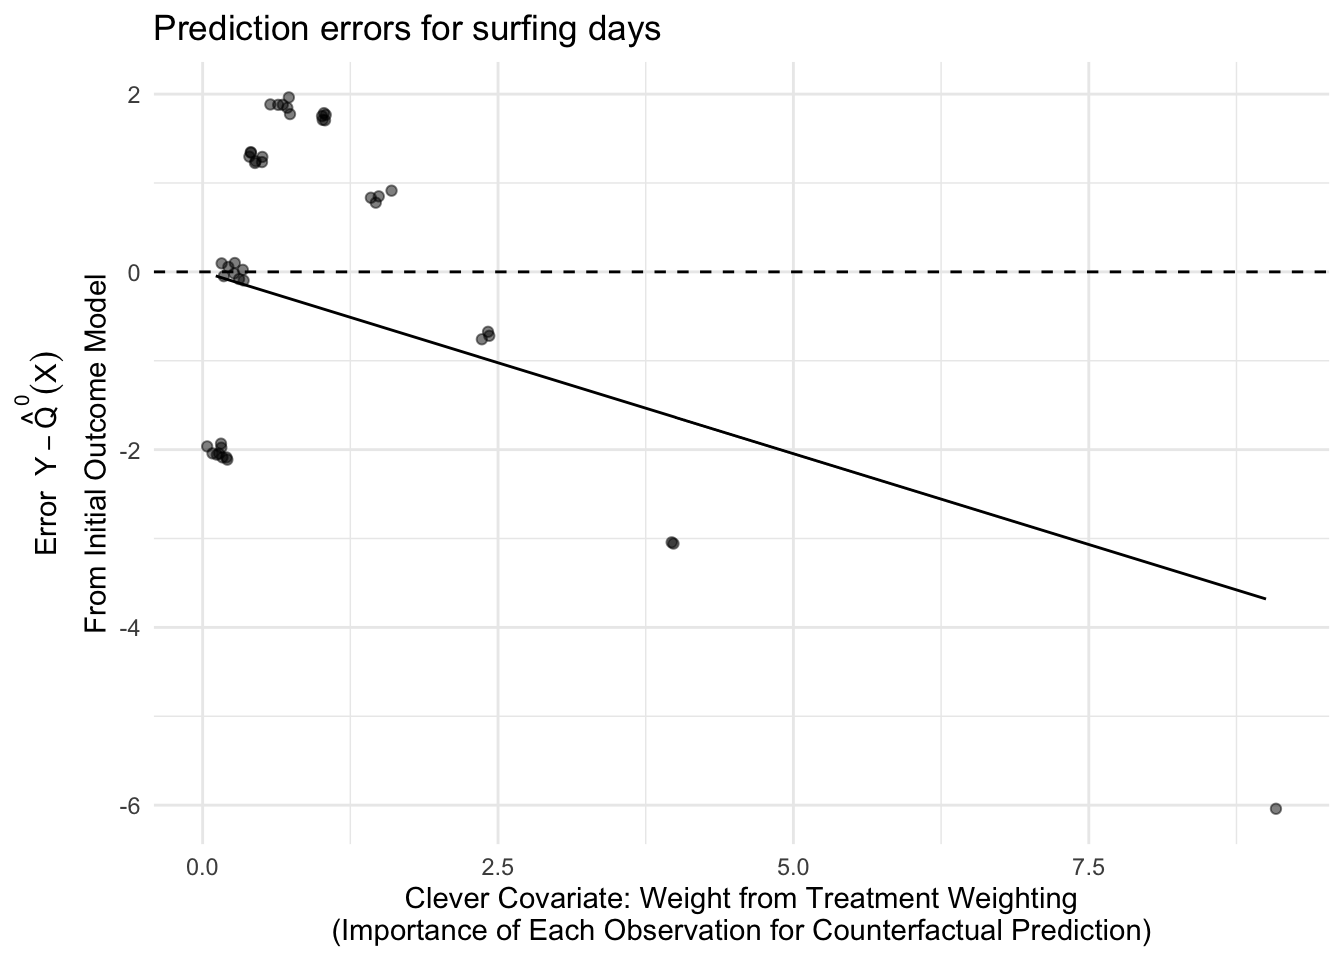 Prediction errors for surfing days
Error Y − Q̂⁰(X)
From Initial Outcome Model
2
0
-2
-4
-6
0.0 2.5 5.0 7.5
Clever Covariate: Weight from Treatment Weighting
(Importance of Each Observation for Counterfactual Prediction)